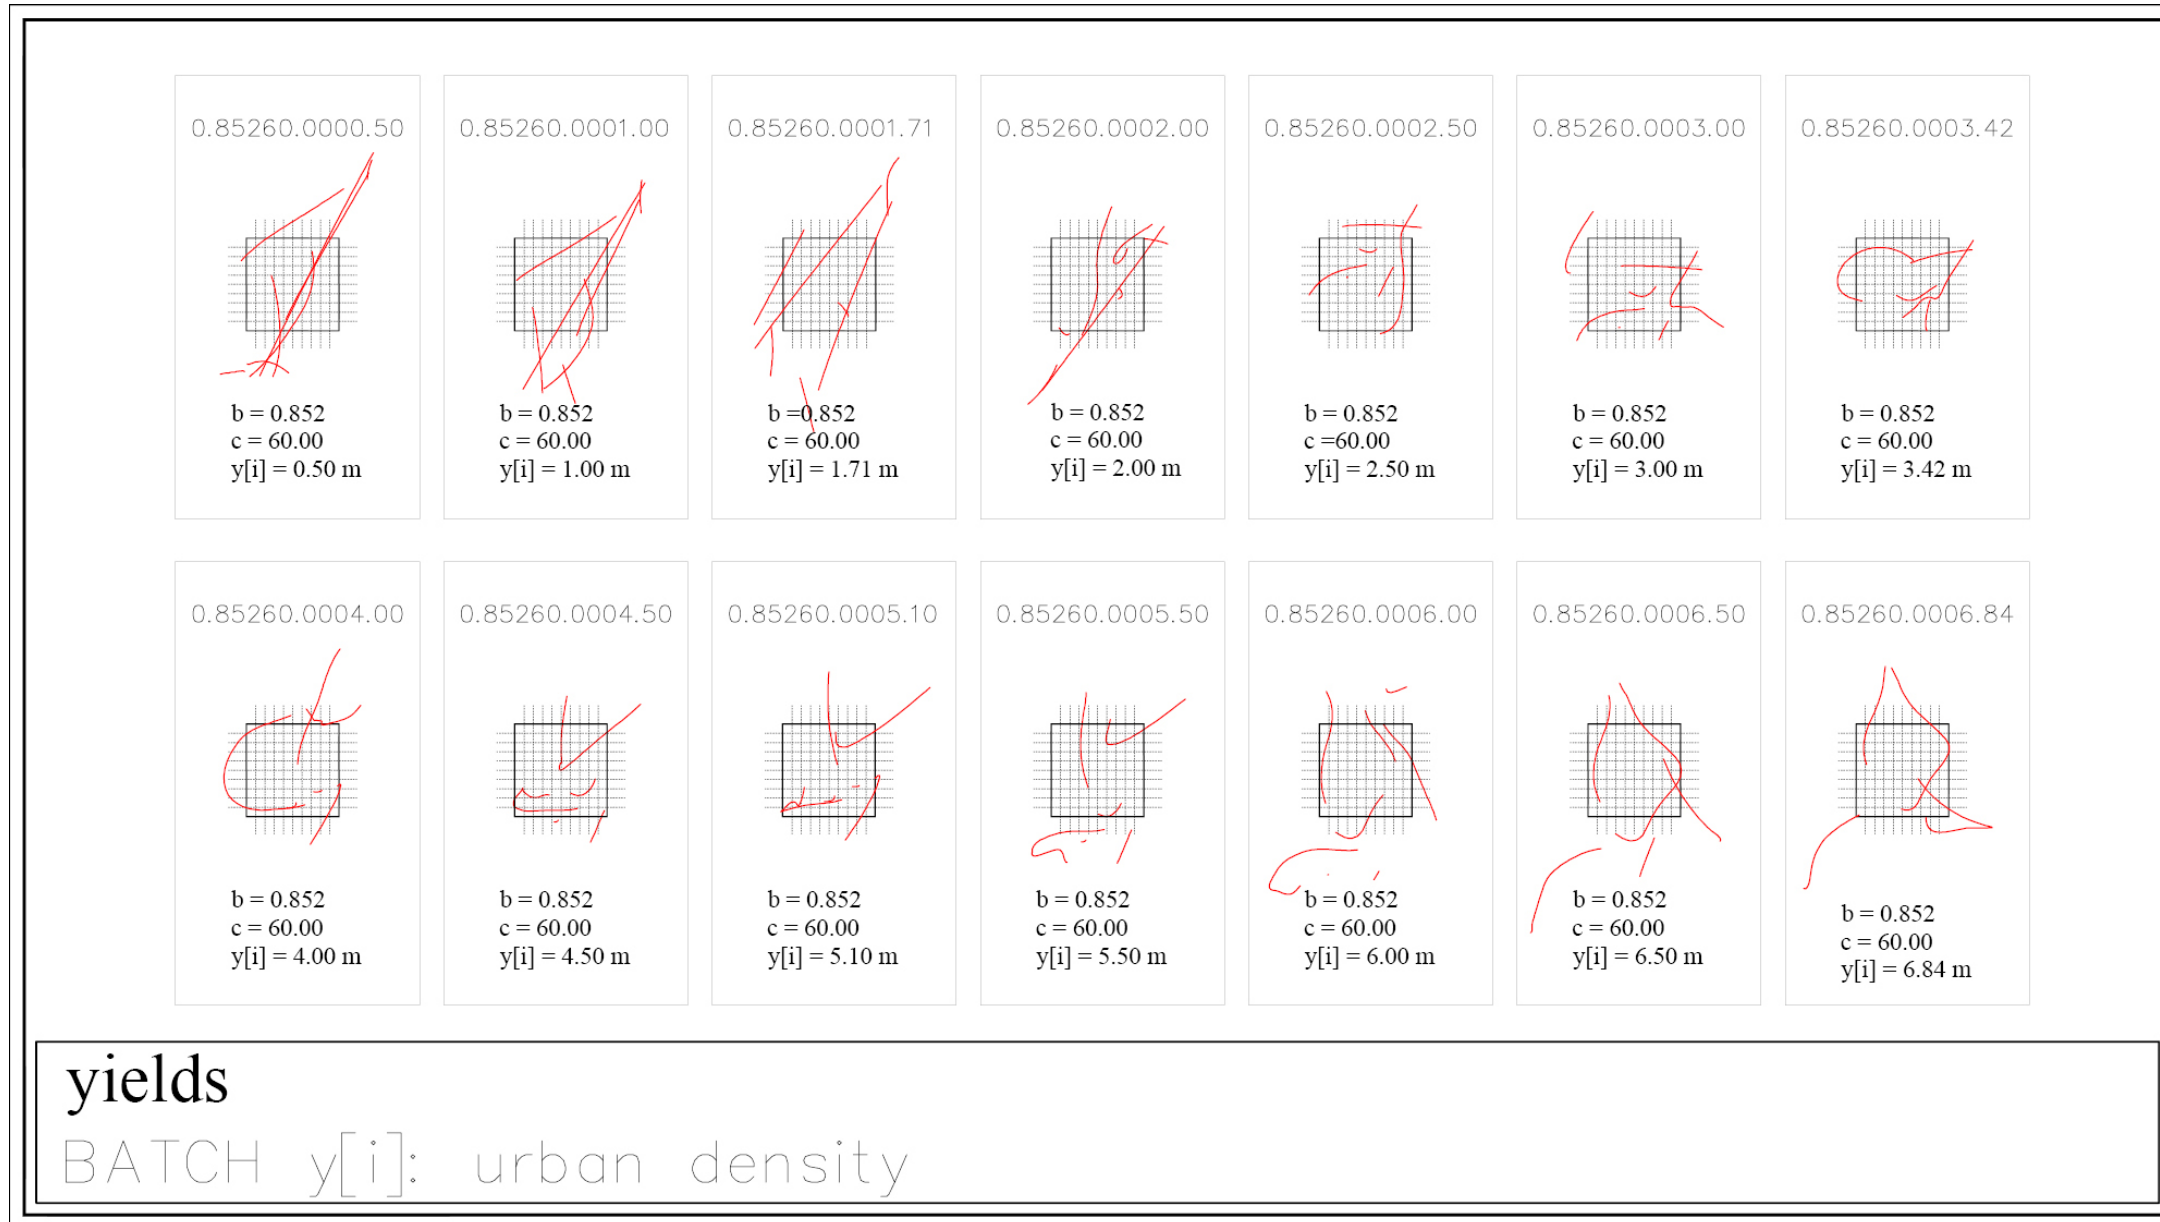 0.85260.0000.50
b = 0.852
c = 60.00
y[i] = 0.50 m
0.85260.0001.00
b = 0.852
c = 60.00
y[i] = 1.00 m
0.85260.0001.71
b =0.852
c = 60.00
y[i] = 1.71 m
0.85260.0002.00
b = 0.852
c = 60.00
y[i] = 2.00 m
0.85260.0002.50
b = 0.852
c =60.00
y[i] = 2.50 m
0.85260.0003.00
b = 0.852
c = 60.00
y[i] = 3.00 m
0.85260.0003.42
b = 0.852
c = 60.00
y[i] = 3.42 m
0.85260.0004.00
b = 0.852
c = 60.00
y[i] = 4.00 m
0.85260.0004.50
b = 0.852
c = 60.00
y[i] = 4.50 m
0.85260.0005.10
b = 0.852
c = 60.00
y[i] = 5.10 m
0.85260.0005.50
b = 0.852
c = 60.00
y[i] = 5.50 m
0.85260.0006.00
b = 0.852
c = 60.00
y[i] = 6.00 m
0.85260.0006.50
b = 0.852
c = 60.00
y[i] = 6.50 m
0.85260.0006.84
b = 0.852
c = 60.00
y[i] = 6.84 m
yields
BATCH y[i]: urban density